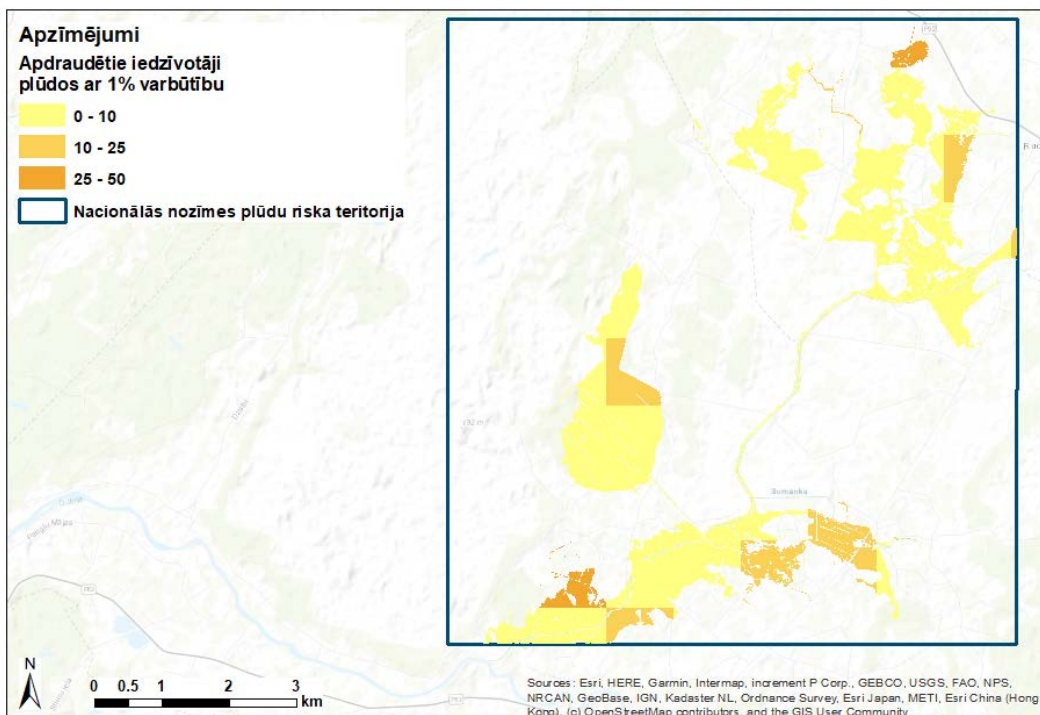 Apzīmējumi
Apdraudētie iedzīvotāji
plūdos ar 1% varbūtību
0 - 10
10 - 25
25 - 50
Nacionālās nozīmes plūdu riska teritorija
P62
Sumanka
192 m
P62
N
0 0.5 1 2 3
km
Sources: Esri, HERE, Garmin, Intermap, increment P Corp., GEBCO, USGS, FAO, NPS,
NRCAN, GeoBase, IGN, Kadaster NL, Ordnance Survey, Esri Japan, METI, Esri China (Hong
Kong), (c) OpenStreetMap contributors, and the GIS User Community